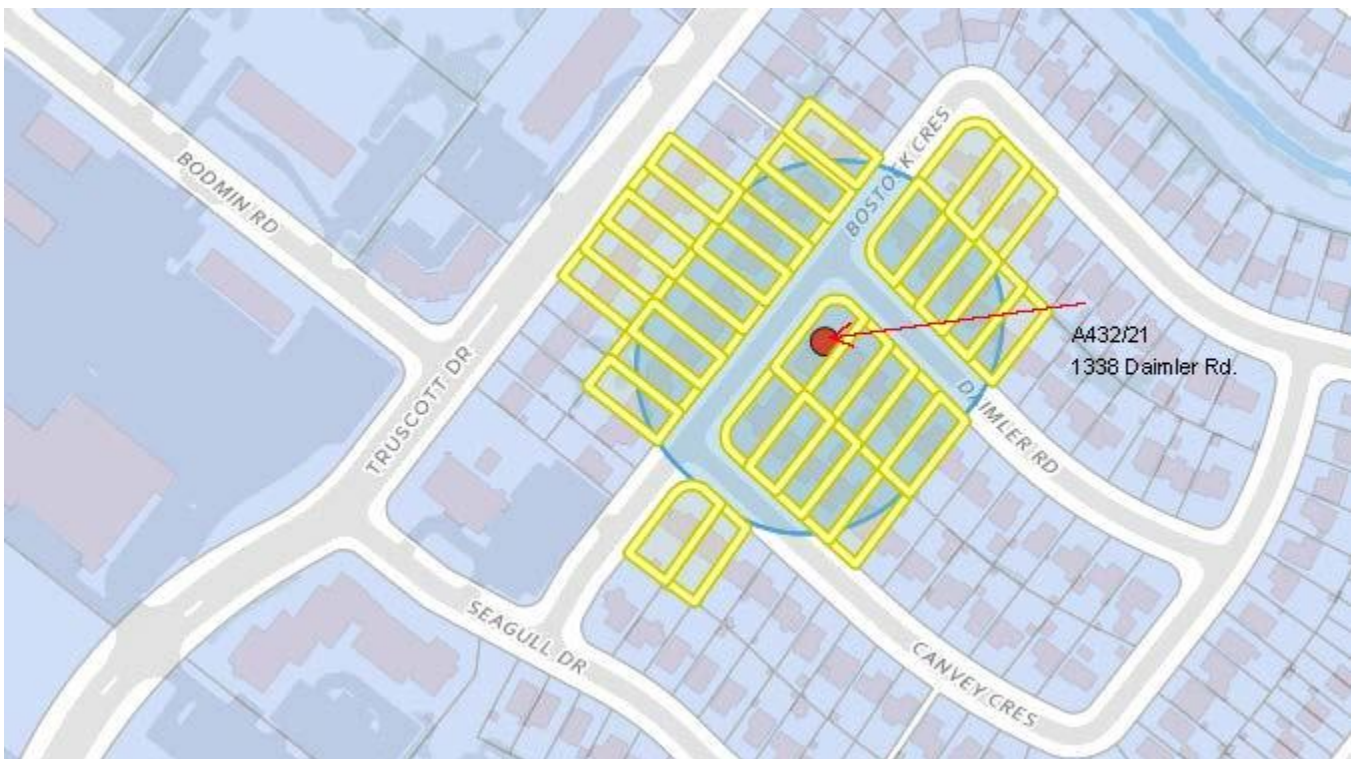 BODMIN RD
BOSTOCK CRES
A432/21
1338 Daimler Rd.
TRUSCOTT DR
DAIMLER RD
SEAGULL DR
CANVEY CRES